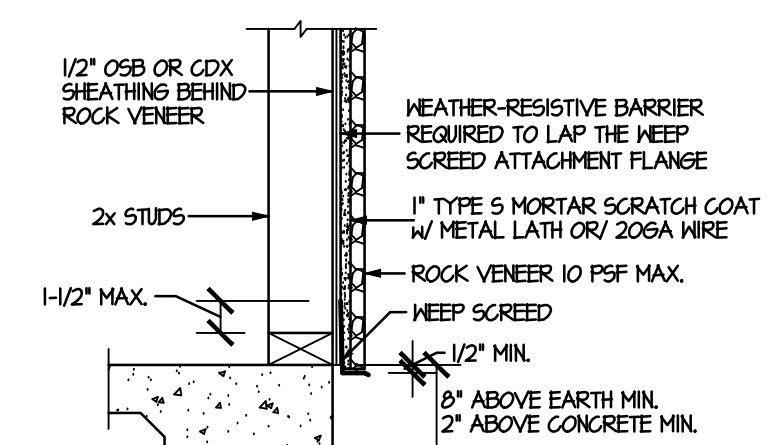 1/2" OSB OR CDX
SHEATHING BEHIND
ROCK VENEER
WEATHER-RESISTIVE BARRIER
REQUIRED TO LAP THE WEEP
SCREED ATTACHMENT FLANGE
2x STUDS
1" TYPE S MORTAR SCRATCH COAT
W/ METAL LATH OR/ 20GA WIRE
ROCK VENEER 10 PSF MAX.
1-1/2" MAX.
WEEP SCREED
1/2" MIN.
8" ABOVE EARTH MIN.
2" ABOVE CONCRETE MIN.